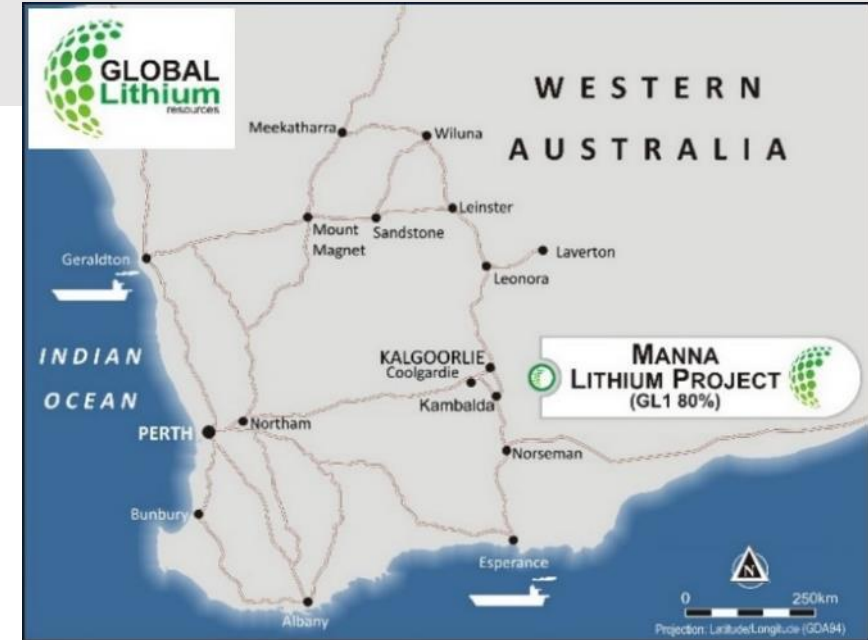 GLOBAL
Lithium
resources
WESTERN
AUSTRALIA
Meekatharra
Wiluna
Leinster
Mount
Magnet
Sandstone
Geraldton
Laverton
Leonora
INDIAN
OCEAN
KALGOORLIE
Coolgardie
Kambalda
MANNA
LITHIUM PROJECT
(GL1 80%)
PERTH
Northam
Norseman
Bunbury
Esperance
Albany
N
0 250km
Projection: Latitude/Longitude (GDA94)